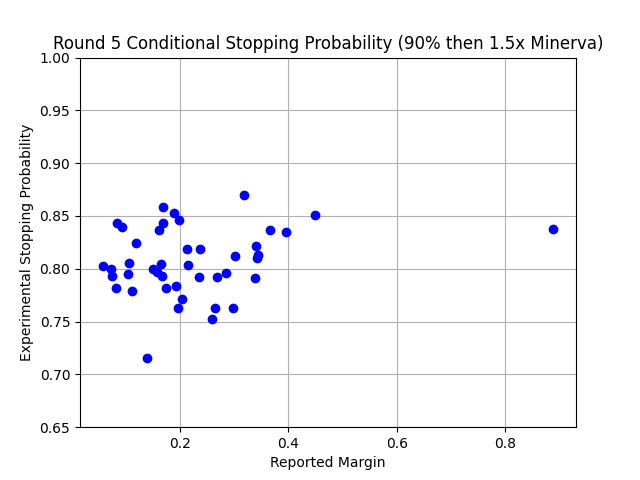 Round 5 Conditional Stopping Probability (90% then 1.5x Minerva)
1.00
0.95
0.90
0.85
0.80
0.75
0.70
0.65
Experimental Stopping Probability
0.2 0.4 0.6 0.8
Reported Margin